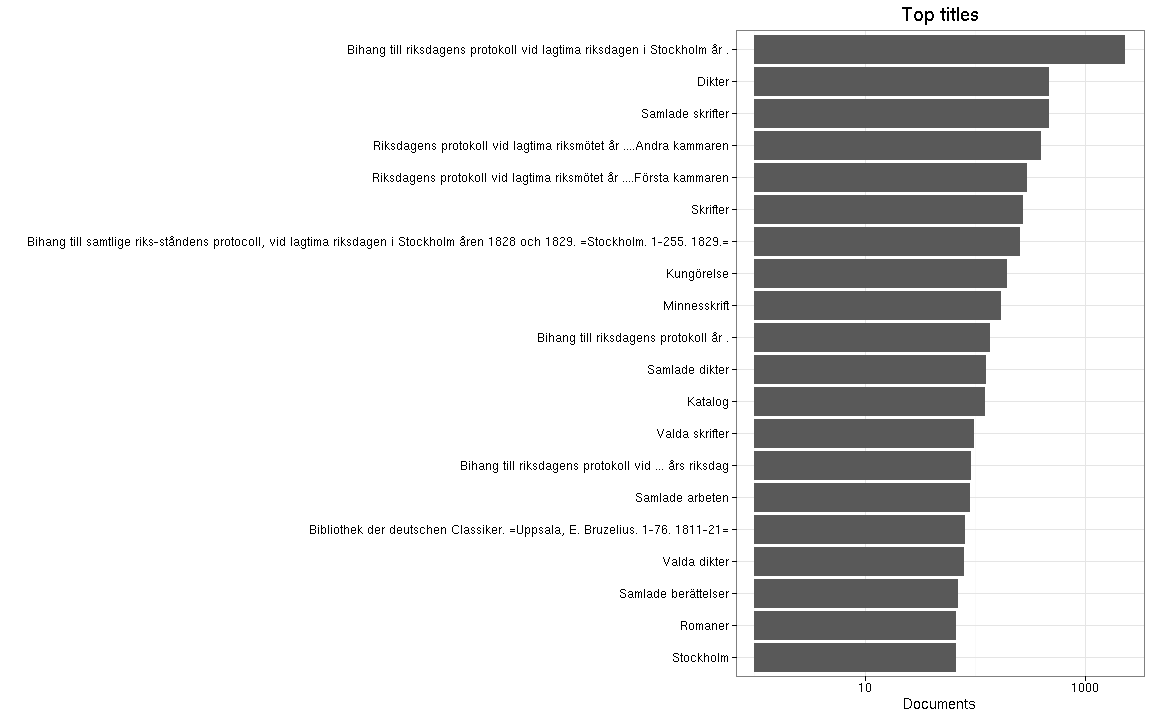 Top titles
Bihang till riksdagens protokoll vid lagtima riksdagen i Stockholm år .
Dikter
Samlade skrifter
Riksdagens protokoll vid lagtima riksmötet år ....Andra kammaren
Riksdagens protokoll vid lagtima riksmötet år ....Första kammaren
Skrifter
Bihang till samtlige riks-ståndens protocoll, vid lagtima riksdagen i Stockholm åren 1828 och 1829. =Stockholm. 1-255. 1829.=
Kungörelse
Minnesskrift
Bihang till riksdagens protokoll år .
Samlade dikter
Katalog
Valda skrifter
Bihang till riksdagens protokoll vid ... års riksdag
Samlade arbeten
Bibliothek der deutschen Classiker. =Uppsala, E. Bruzelius. 1-76. 1811-21=
Valda dikter
Samlade berättelser
Romaner
Stockholm
10 1000
Documents